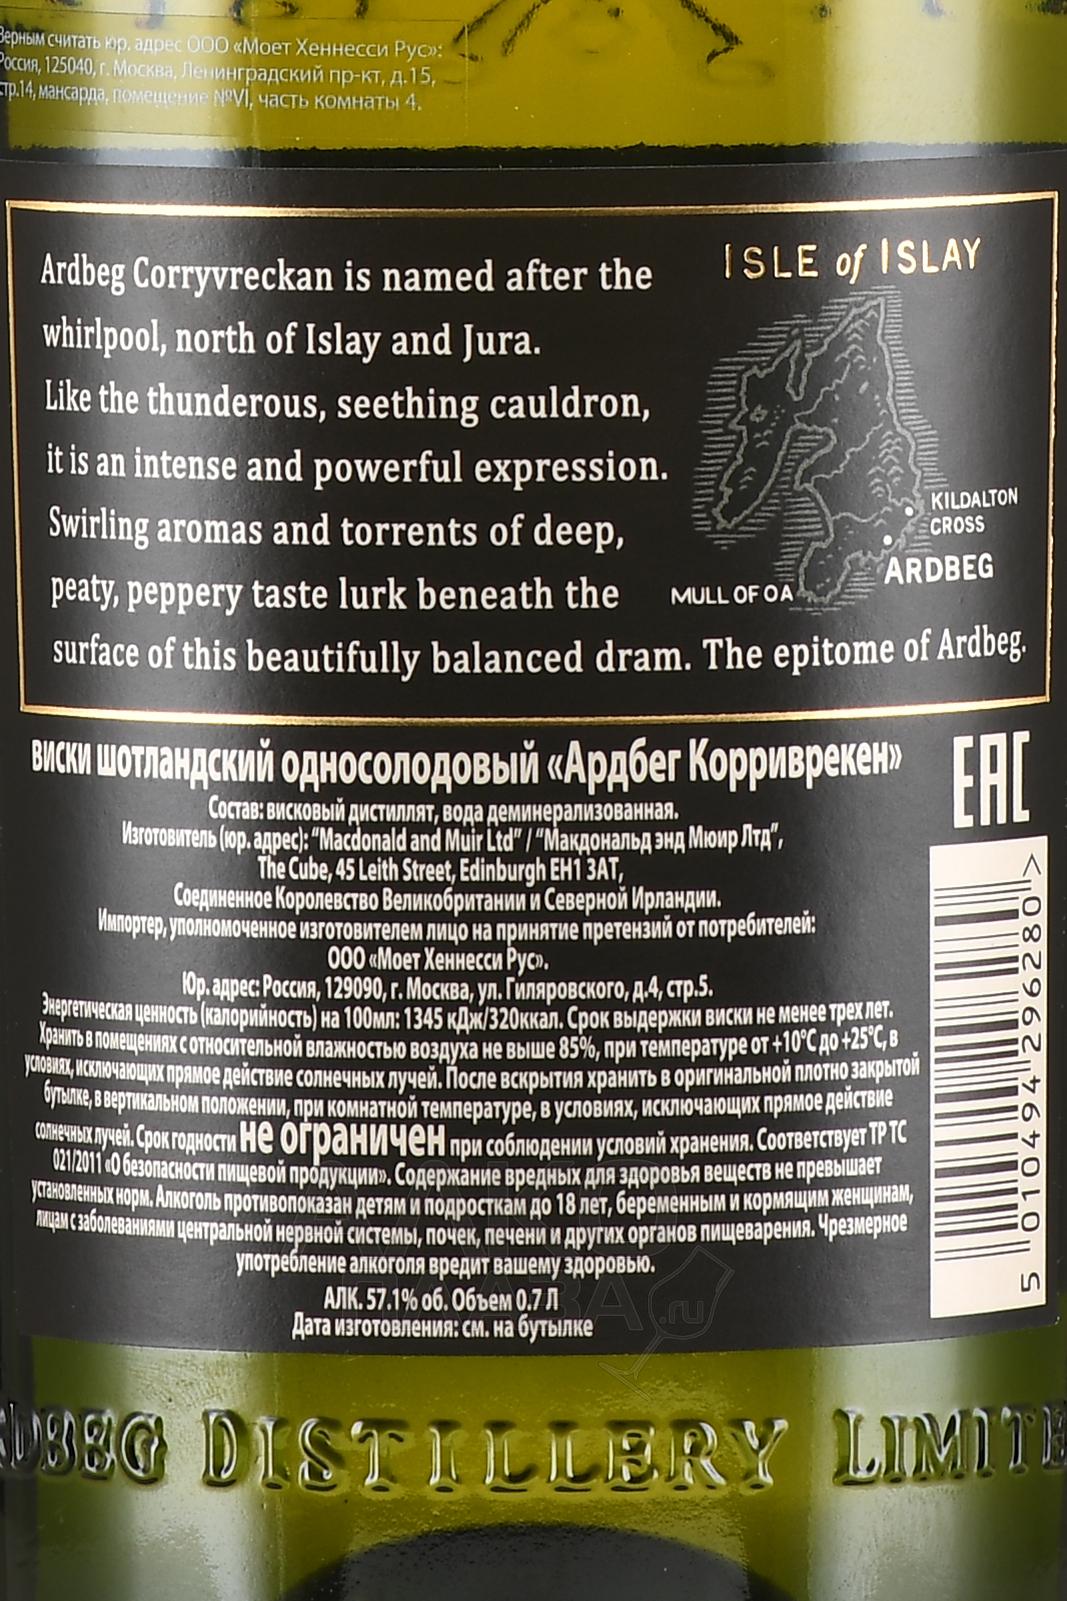 Верным считать юр. адрес ООО «Моет Хеннесси Рус»:
Россия, 125040, г. Москва, Ленинградский пр-кт, д.15,
стр.14, мансарда, помещение №VI, часть комнаты 4.
Ardbeg Corryvreckan is named after the
whirlpool, north of Islay and Jura.
Like the thunderous, seething cauldron,
it is an intense and powerful expression.
Swirling aromas and torrents of deep,
peaty, peppery taste lurk beneath the
surface of this beautifully balanced dram. The epitome of Ardbeg.
ISLE of ISLAY
KILDALTON
CROSS
ARDBEG
MULL OF OA
ВИСКИ ШОТЛАНДСКИЙ ОДНОСОЛОДОВЫЙ «Ардбег Корриврекен»
Состав: висковый дистиллят, вода деминерализованная.
Изготовитель (юр. адрес): "Macdonald and Muir Ltd" / "Макдональд энд Мюир Лтд",
The Cube, 45 Leith Street, Edinburgh EH1 3AT,
Соединенное Королевство Великобритании и Северной Ирландии.
Импортер, уполномоченное изготовителем лицо на принятие претензий от потребителей:
ООО «Моет Хеннесси Рус».
Юр. адрес: Россия, 129090, г. Москва, ул. Гиляровского, д.4, стр.5.
Энергетическая ценность (калорийность) на 100мл: 1345 кДж/320ккал. Срок выдержки виски не менее трех лет.
Хранить в помещениях с относительной влажностью воздуха не выше 85%, при температуре от +10°С до +25°С, в
условиях, исключающих прямое действие солнечных лучей. После вскрытия хранить в оригинальной плотно закрытой
бутылке, в вертикальном положении, при комнатной температуре, в условиях, исключающих прямое действие
солнечных лучей. Срок годности не ограничен при соблюдении условий хранения. Соответствует ТР ТС
021/2011 «О безопасности пищевой продукции». Содержание вредных для здоровья веществ не превышает
установленных норм. Алкоголь противопоказан детям и подросткам до 18 лет, беременным и кормящим женщинам,
лицам с заболеваниями центральной нервной системы, почек, печени и других органов пищеварения. Чрезмерное
употребление алкоголя вредит вашему здоровью.
АЛК. 57.1% об. Объем 0.7 Л
Дата изготовления: см. на бутылке
EAC
5 010494 296280 >
АЛКО
НАЛВА.ru
RDBEG DISTILLERY LIMITE